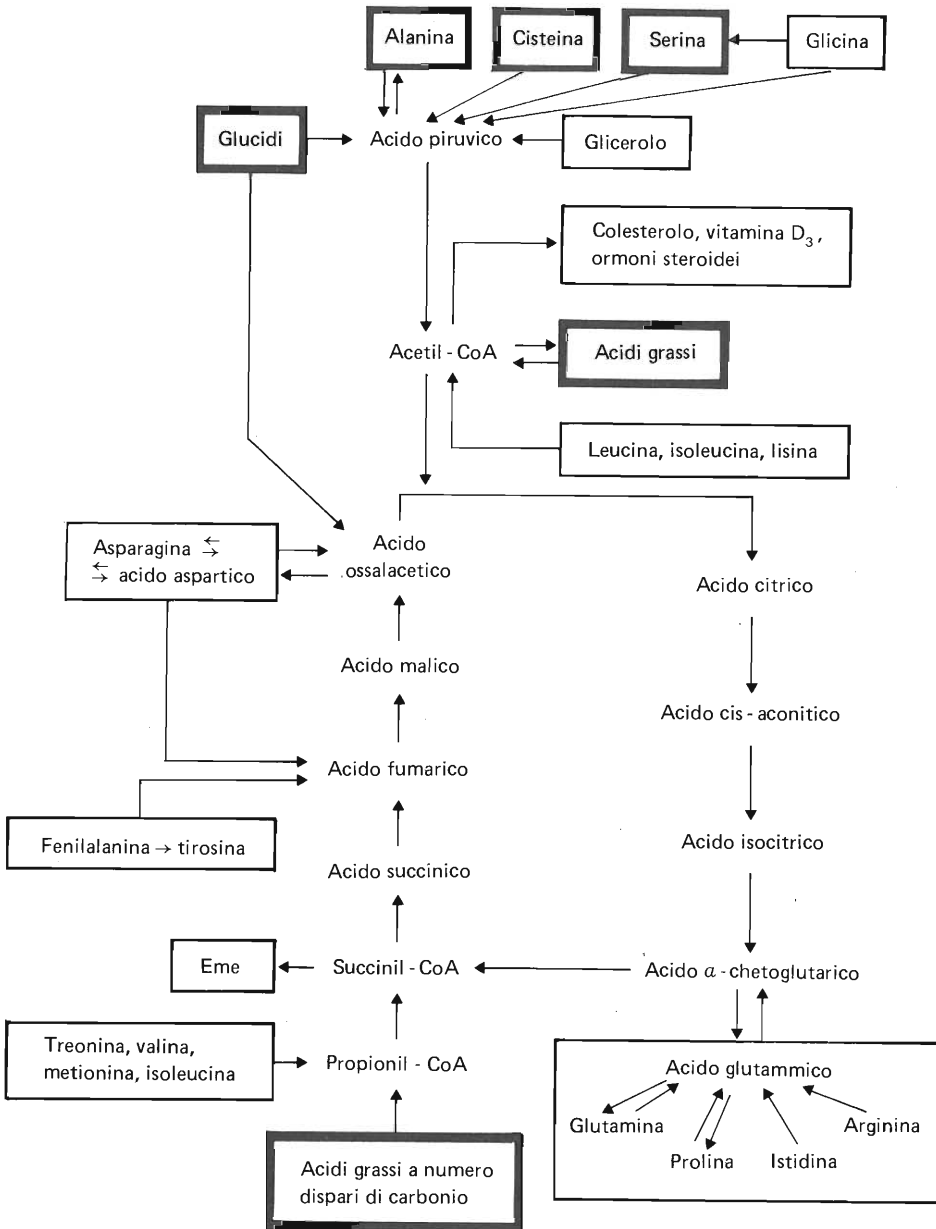 Alanina
Cisteina
Serina
Glicina
Glucidi
Acido piruvico
Glicerolo
Colesterolo, vitamina D₃,
ormoni steroidei
Acetil - CoA
Acidi grassi
Leucina, isoleucina, lisina
Asparagina ⇆
⇆ acido aspartico
Acido
ossalacetico
Acido citrico
Acido malico
Acido cis - aconitico
Acido fumarico
Fenilalanina → tirosina
Acido isocitrico
Acido succinico
Eme
Succinil - CoA
Acido α - chetoglutarico
Treonina, valina,
metionina, isoleucina
Propionil - CoA
Acido glutammico
Glutamina
Arginina
Prolina
Istidina
Acidi grassi a numero
dispari di carbonio